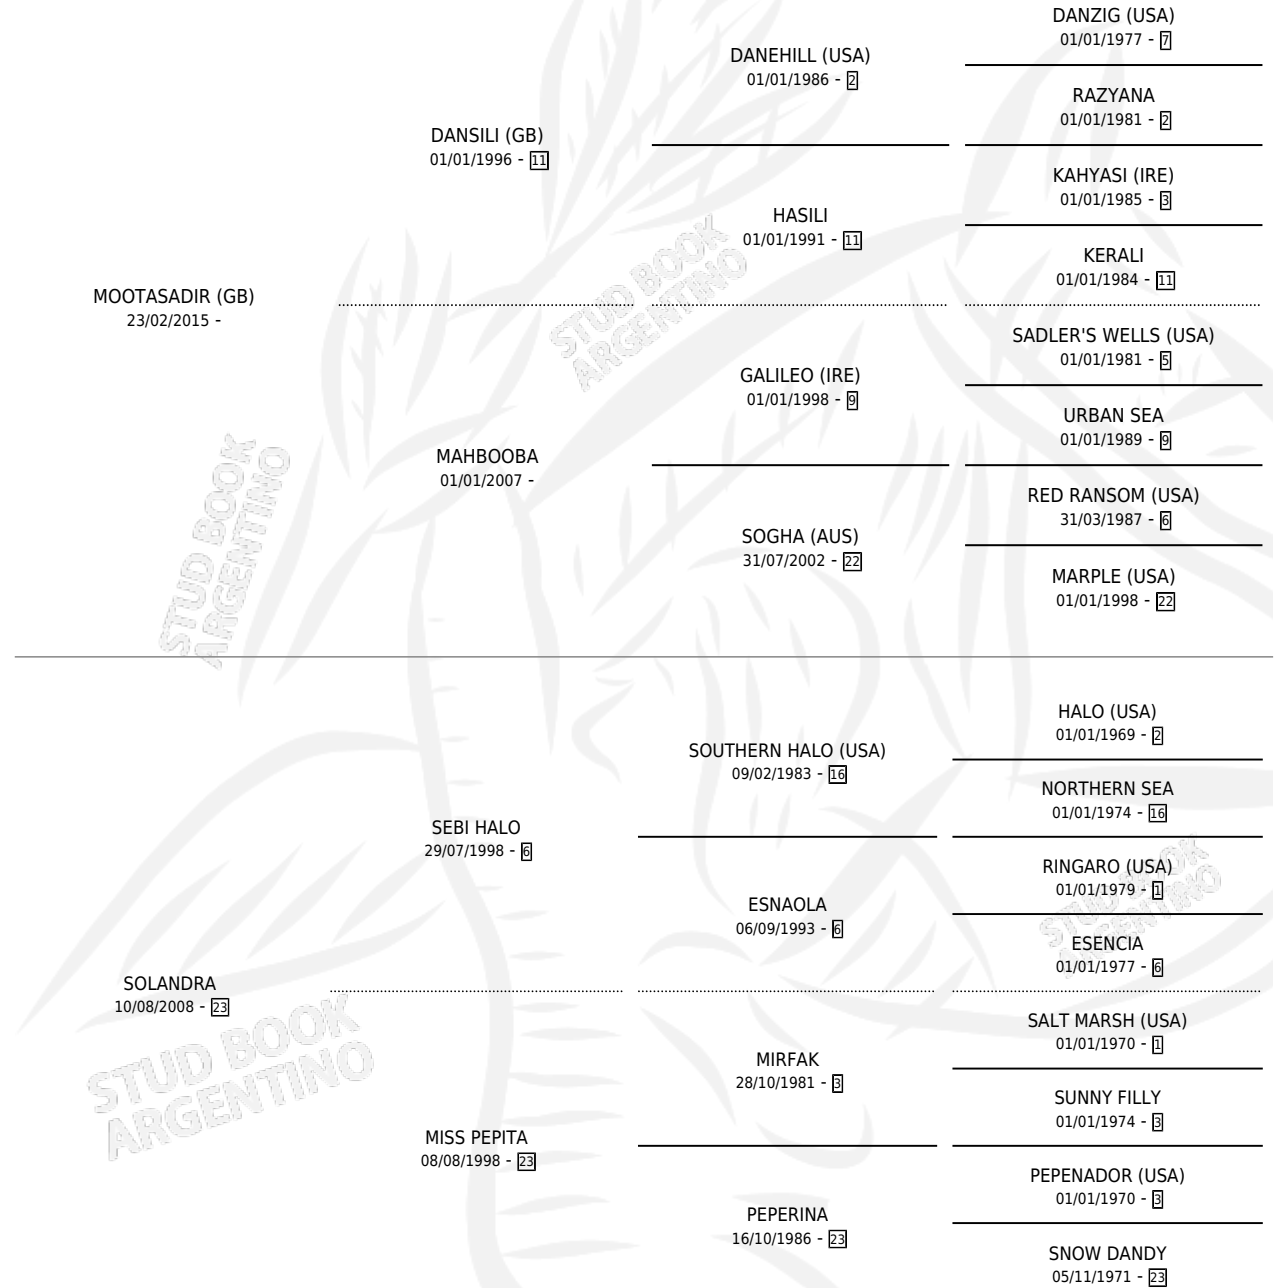 DANZIG (USA)
01/01/1977 - 7
DANEHILL (USA)
01/01/1986 - 2
RAZYANA
01/01/1981 - 2
DANSILI (GB)
01/01/1996 - 11
KAHYASI (IRE)
01/01/1985 - 3
HASILI
01/01/1991 - 11
KERALI
01/01/1984 - 11
MOOTASADIR (GB)
23/02/2015 -
SADLER'S WELLS (USA)
01/01/1981 - 5
GALILEO (IRE)
01/01/1998 - 9
URBAN SEA
01/01/1989 - 9
MAHBOOBA
01/01/2007 -
RED RANSOM (USA)
31/03/1987 - 6
SOGHA (AUS)
31/07/2002 - 22
MARPLE (USA)
01/01/1998 - 22
HALO (USA)
01/01/1969 - 2
SOUTHERN HALO (USA)
09/02/1983 - 16
NORTHERN SEA
01/01/1974 - 16
SEBI HALO
29/07/1998 - 6
RINGARO (USA)
01/01/1979 - 1
ESNAOLA
06/09/1993 - 6
ESENCIA
01/01/1977 - 6
SOLANDRA
10/08/2008 - 23
SALT MARSH (USA)
01/01/1970 - 1
MIRFAK
28/10/1981 - 3
SUNNY FILLY
01/01/1974 - 3
MISS PEPITA
08/08/1998 - 23
PEPENADOR (USA)
01/01/1970 - 3
PEPERINA
16/10/1986 - 23
SNOW DANDY
05/11/1971 - 23
STUD BOOK
ARGENTINO
STUD BOOK
ARGENTINO
STUD BOOK
ARGENTINO
STUD BOOK
ARGENTINO